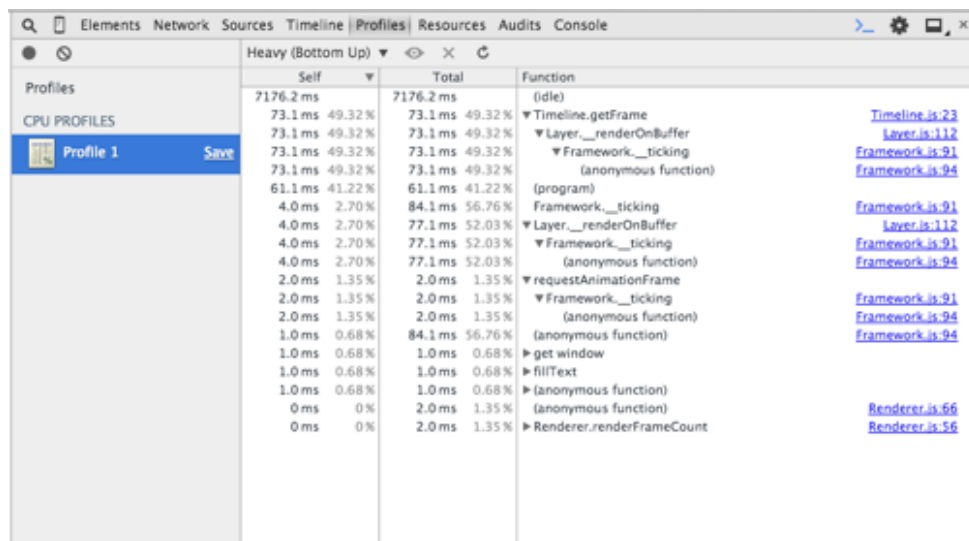 Elements Network Sources Timeline Profiles Resources Audits Console
Heavy (Bottom Up)
Profiles
CPU PROFILES
Profile 1 Save
Self Total Function
7176.2 ms 7176.2 ms (idle)
73.1 ms 49.32% 73.1 ms 49.32% Timeline.getFrame Timeline.js:23
73.1 ms 49.32% 73.1 ms 49.32% Layer.__renderOnBuffer Layer.js:112
73.1 ms 49.32% 73.1 ms 49.32% Framework.__ticking Framework.js:91
73.1 ms 49.32% 73.1 ms 49.32% (anonymous function) Framework.js:94
61.1 ms 41.22% 61.1 ms 41.22% (program)
4.0 ms 2.70% 84.1 ms 56.76% Framework.__ticking Framework.js:91
4.0 ms 2.70% 77.1 ms 52.03% Layer.__renderOnBuffer Layer.js:112
4.0 ms 2.70% 77.1 ms 52.03% Framework.__ticking Framework.js:91
4.0 ms 2.70% 77.1 ms 52.03% (anonymous function) Framework.js:94
2.0 ms 1.35% 2.0 ms 1.35% requestAnimationFrame
2.0 ms 1.35% 2.0 ms 1.35% Framework.__ticking Framework.js:91
2.0 ms 1.35% 2.0 ms 1.35% (anonymous function) Framework.js:94
1.0 ms 0.68% 84.1 ms 56.76% (anonymous function) Framework.js:94
1.0 ms 0.68% 1.0 ms 0.68% get window
1.0 ms 0.68% 1.0 ms 0.68% fillText
1.0 ms 0.68% 1.0 ms 0.68% (anonymous function)
0 ms 0% 2.0 ms 1.35% (anonymous function) Renderer.js:66
0 ms 0% 2.0 ms 1.35% Renderer.renderFrameCount Renderer.js:56